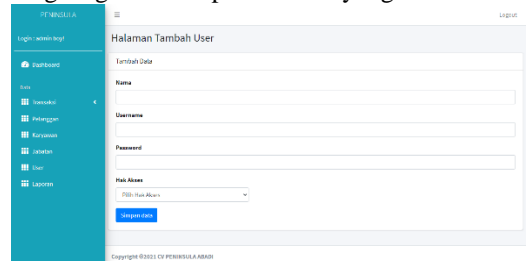 PENINSULA
Logout
Login : admin boy!
Halaman Tambah User
Dashboard
Tambah Data
Nama
Data
Transaksi
Username
Pelanggan
Karyawan
Password
Jabatan
User
Hak Akses
Laporan
Pilih Hak Akses
Simpan data
Copyright ©2021 CV PENINSULA ABADI